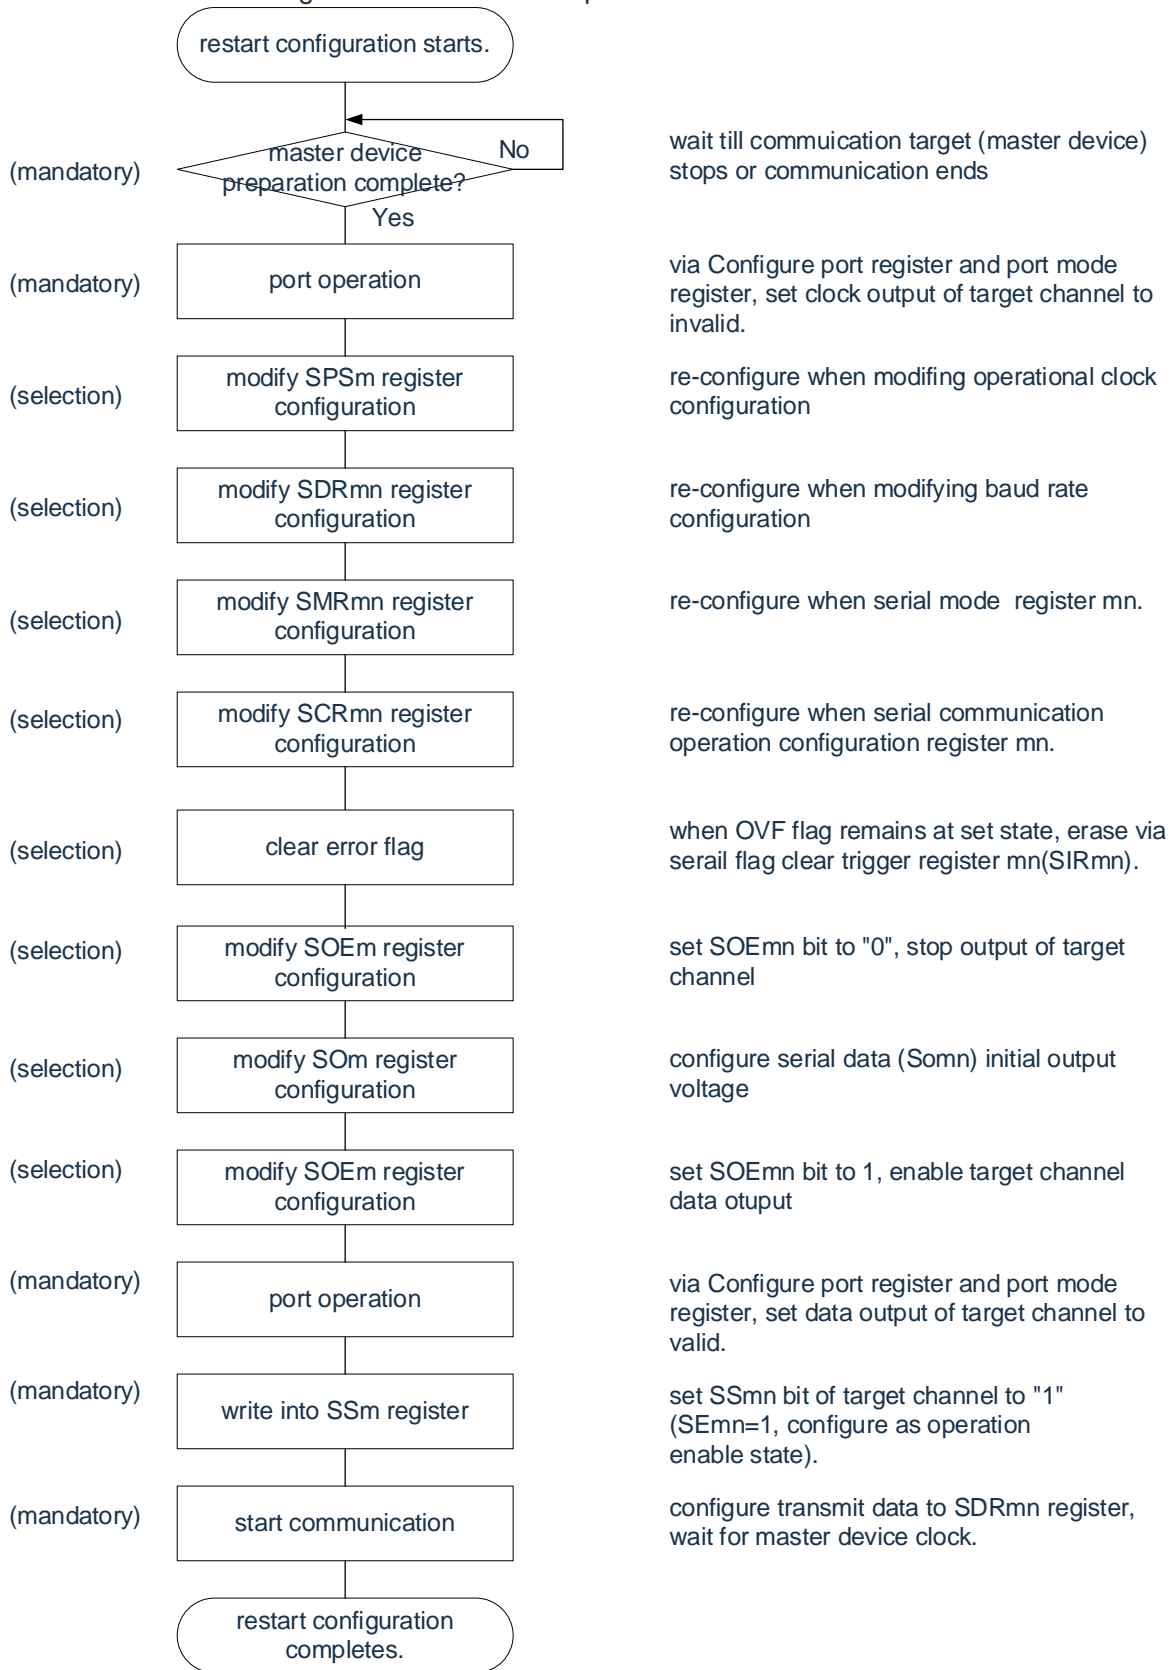 restart configuration starts.
master device
preparation complete?
No
Yes
(mandatory)
wait till commuication target (master device)
stops or communication ends
(mandatory)
port operation
via Configure port register and port mode
register, set clock output of target channel to
invalid.
(selection)
modify SPSm register
configuration
re-configure when modifing operational clock
configuration
(selection)
modify SDRmn register
configuration
re-configure when modifying baud rate
configuration
(selection)
modify SMRmn register
configuration
re-configure when serial mode  register mn.
(selection)
modify SCRmn register
configuration
re-configure when serial communication
operation configuration register mn.
(selection)
clear error flag
when OVF flag remains at set state, erase via
serail flag clear trigger register mn(SIRmn).
(selection)
modify SOEm register
configuration
set SOEmn bit to "0", stop output of target
channel
(selection)
modify SOm register
configuration
configure serial data (Somn) initial output
voltage
(selection)
modify SOEm register
configuration
set SOEmn bit to 1, enable target channel
data otuput
(mandatory)
port operation
via Configure port register and port mode
register, set data output of target channel to
valid.
(mandatory)
write into SSm register
set SSmn bit of target channel to "1"
(SEmn=1, configure as operation
enable state).
(mandatory)
start communication
configure transmit data to SDRmn register,
wait for master device clock.
restart configuration
completes.